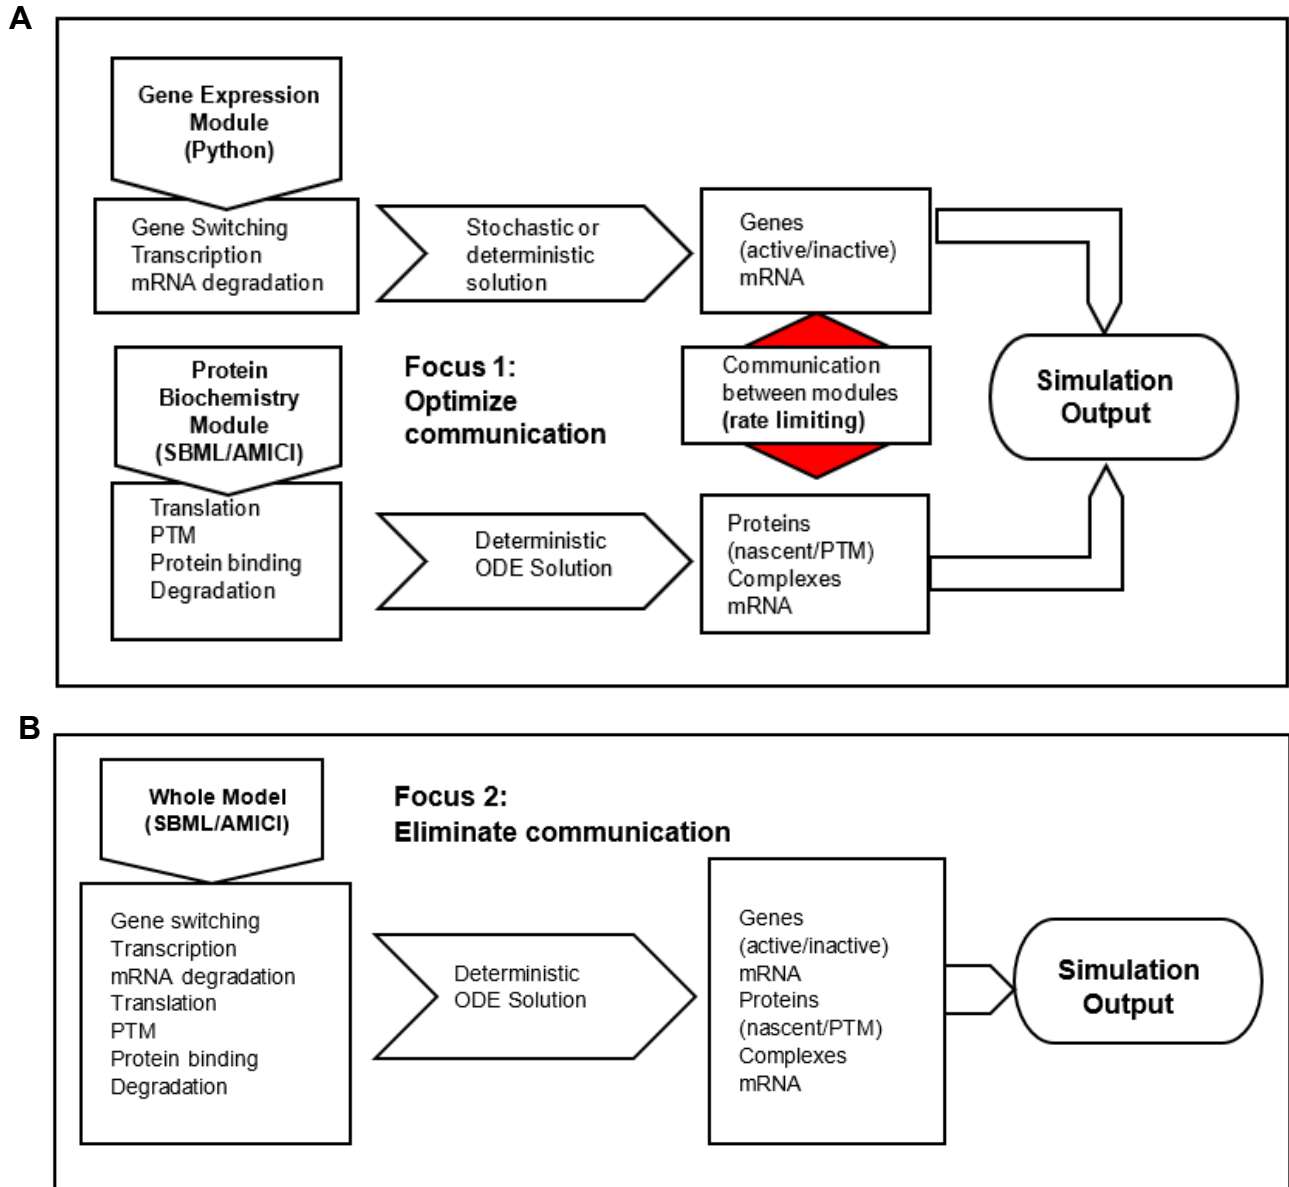 A
Gene Expression
Module
(Python)
Gene Switching
Transcription
mRNA degradation
Stochastic or
deterministic
solution
Genes
(active/inactive)
mRNA
Protein
Biochemistry
Module
(SBML/AMICI)
Focus 1:
Optimize
communication
Communication
between modules
(rate limiting)
Simulation
Output
Translation
PTM
Protein binding
Degradation
Deterministic
ODE Solution
Proteins
(nascent/PTM)
Complexes
mRNA
B
Whole Model
(SBML/AMICI)
Focus 2:
Eliminate communication
Gene switching
Transcription
mRNA degradation
Translation
PTM
Protein binding
Degradation
Deterministic
ODE Solution
Genes
(active/inactive)
mRNA
Proteins
(nascent/PTM)
Complexes
mRNA
Simulation
Output